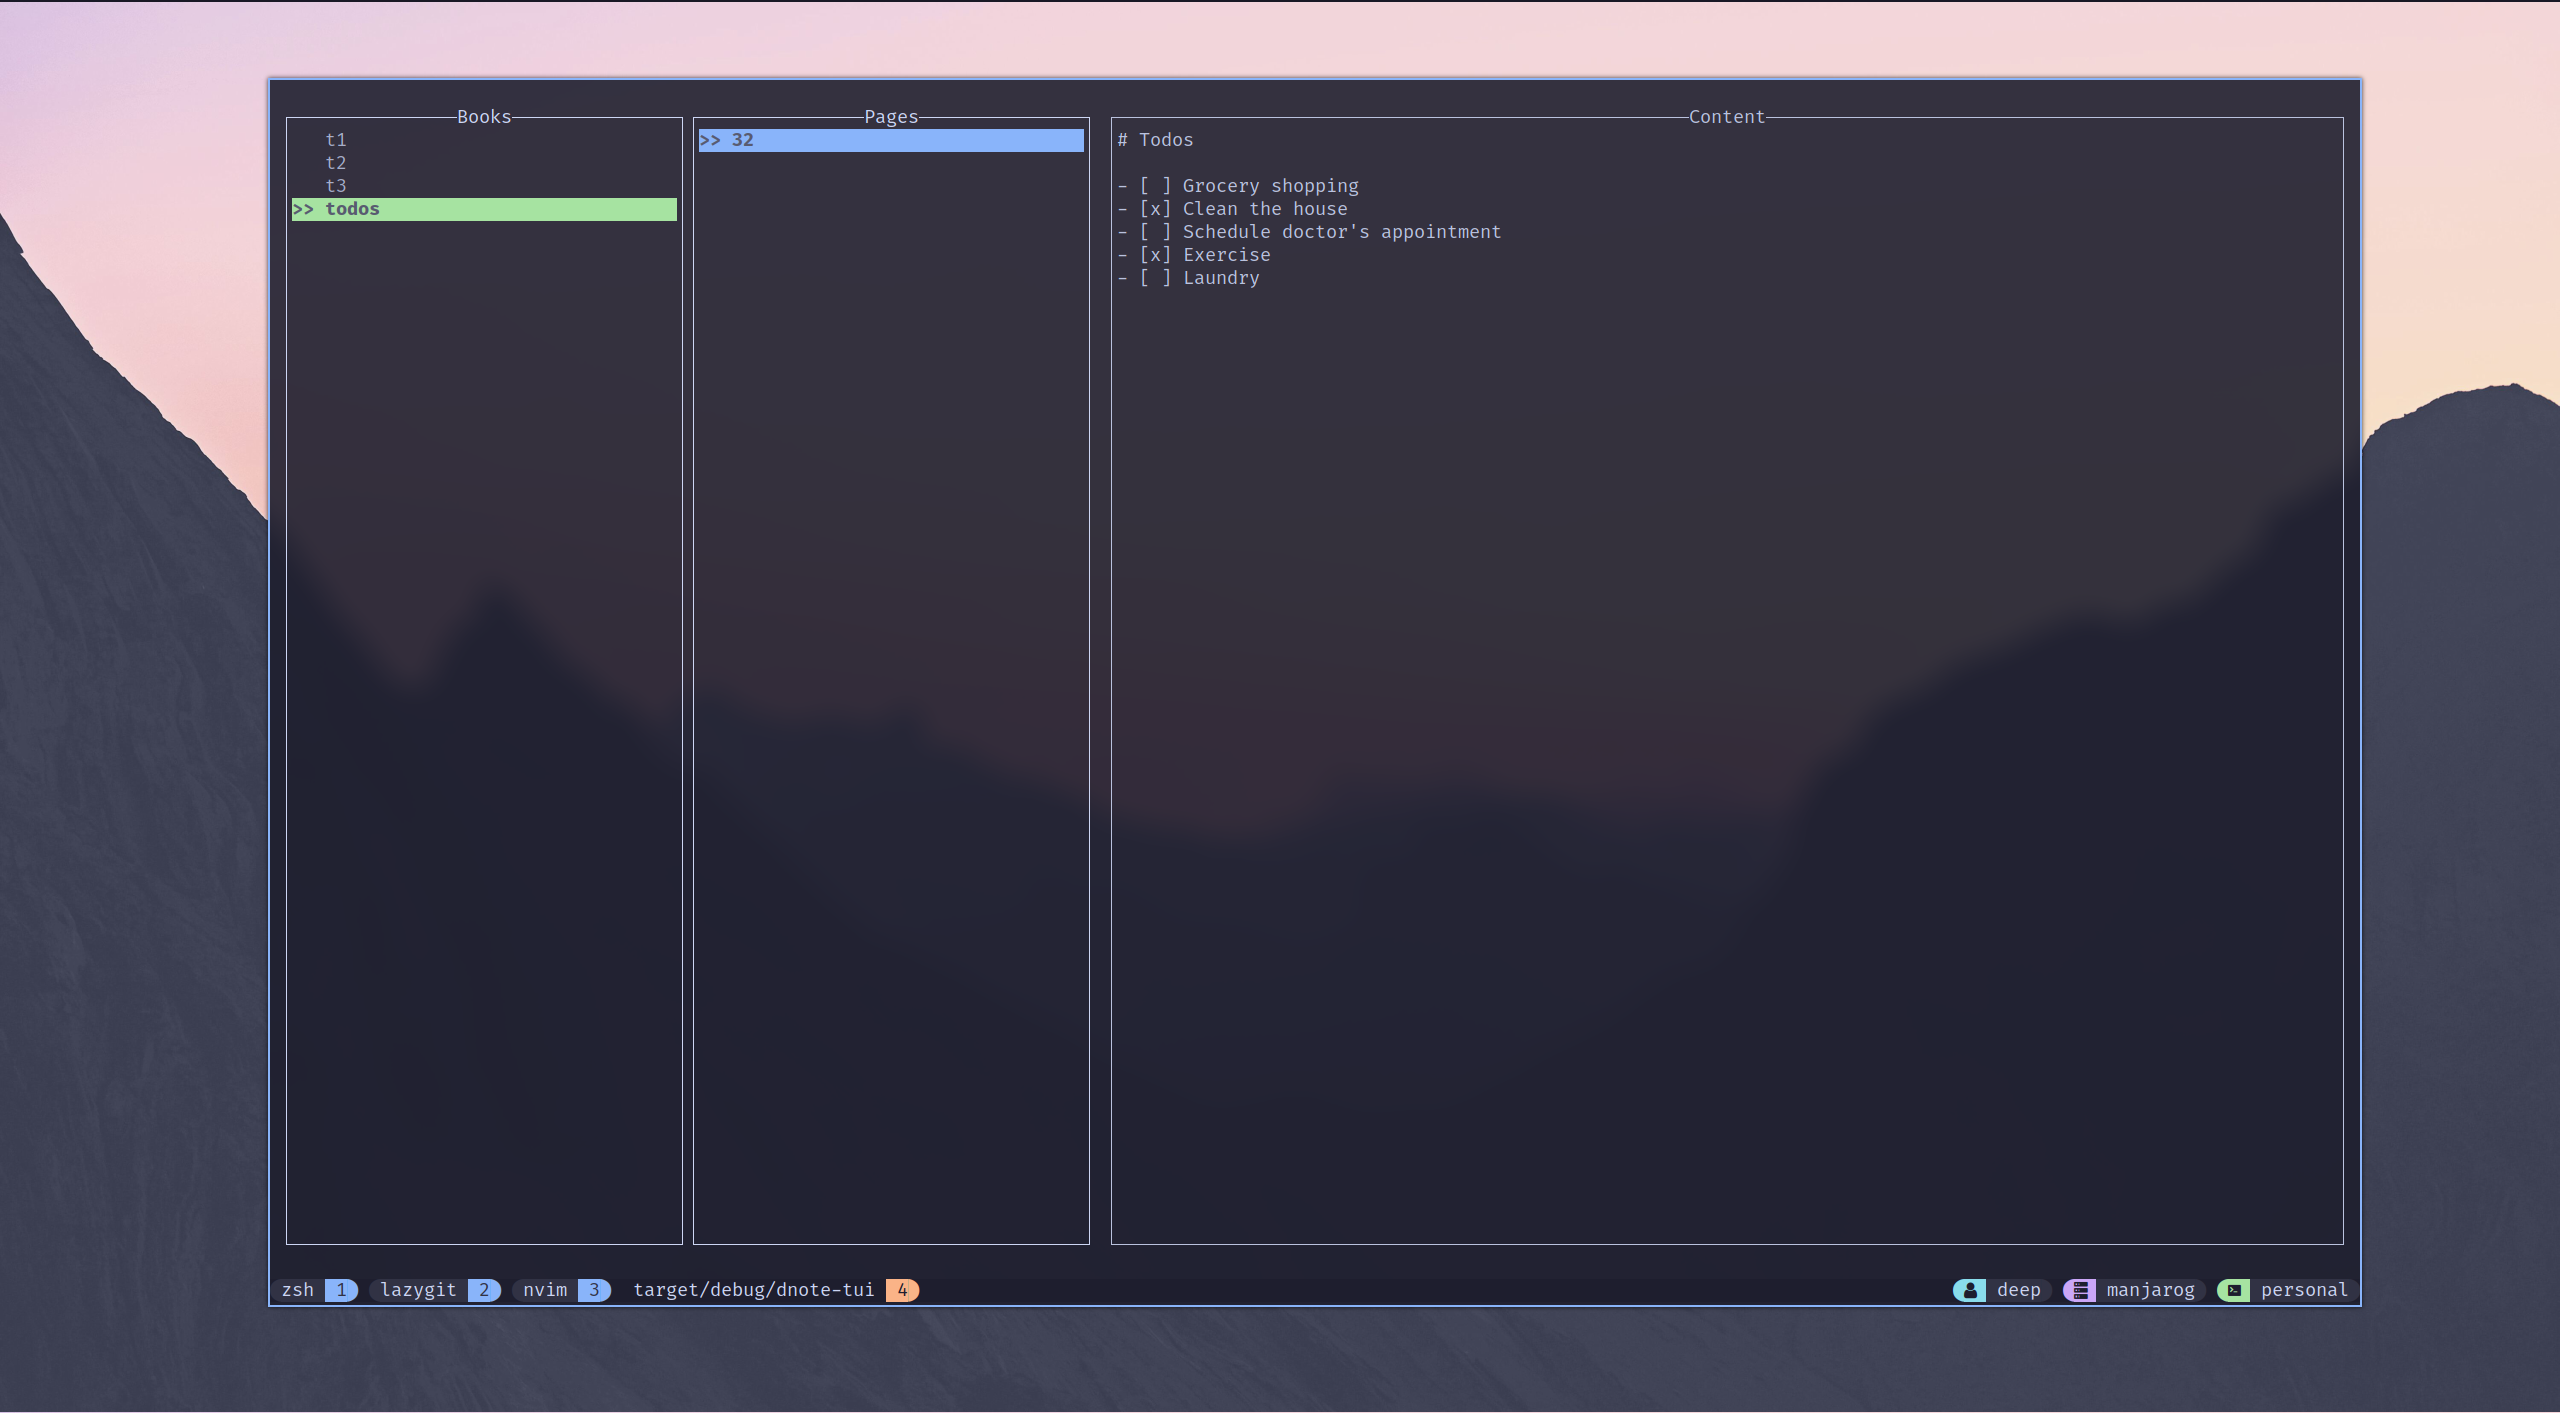 Books
t1
t2
t3
>> todos
Pages
>> 32
Content
# Todos
- [ ] Grocery shopping
- [x] Clean the house
- [ ] Schedule doctor's appointment
- [x] Exercise
- [ ] Laundry
zsh 1 lazygit 2 nvim 3 target/debug/dnote-tui 4 deep manjarog personal